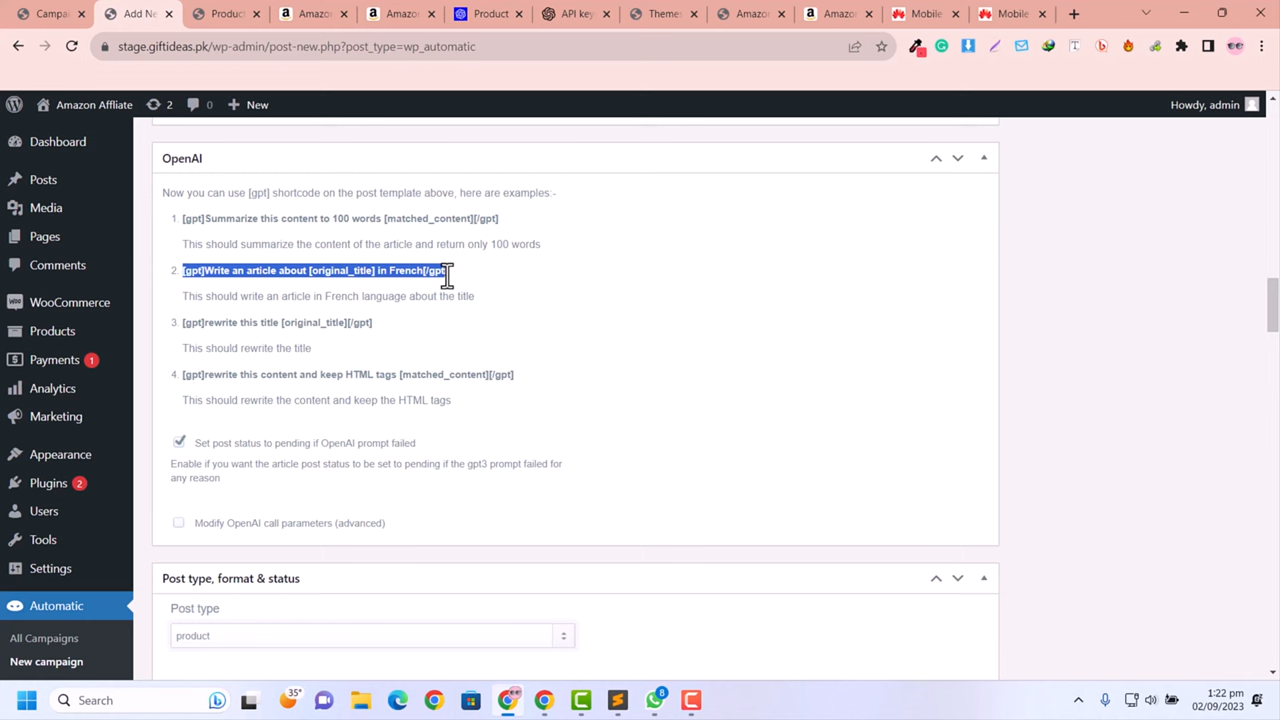 Campai
Add Ne
Product
Amazon
Amazon
Product
API key
Themes
Amazon
Amazon
Mobile
Mobile
stage.giftideas.pk/wp-admin/post-new.php?post_type=wp_automatic
Amazon Affliate
2
0
New
Howdy, admin
Dashboard
Posts
Media
Pages
Comments
WooCommerce
Products
Payments 1
Analytics
Marketing
Appearance
Plugins 2
Users
Tools
Settings
Automatic
All Campaigns
New campaign
OpenAI
Now you can use [gpt] shortcode on the post template above, here are examples:-
1. [gpt]Summarize this content to 100 words [matched_content][/gpt]
This should summarize the content of the article and return only 100 words
2. [gpt]Write an article about [original_title] in French[/gpt
This should write an article in French language about the title
3. [gpt]rewrite this title [original_title][/gpt]
This should rewrite the title
4. [gpt]rewrite this content and keep HTML tags [matched_content][/gpt]
This should rewrite the content and keep the HTML tags
Set post status to pending if OpenAI prompt failed
Enable if you want the article post status to be set to pending if the gpt3 prompt failed for
any reason
Modify OpenAI call parameters (advanced)
Post type, format & status
Post type
product
Search
35°
8
1:22 pm
02/09/2023